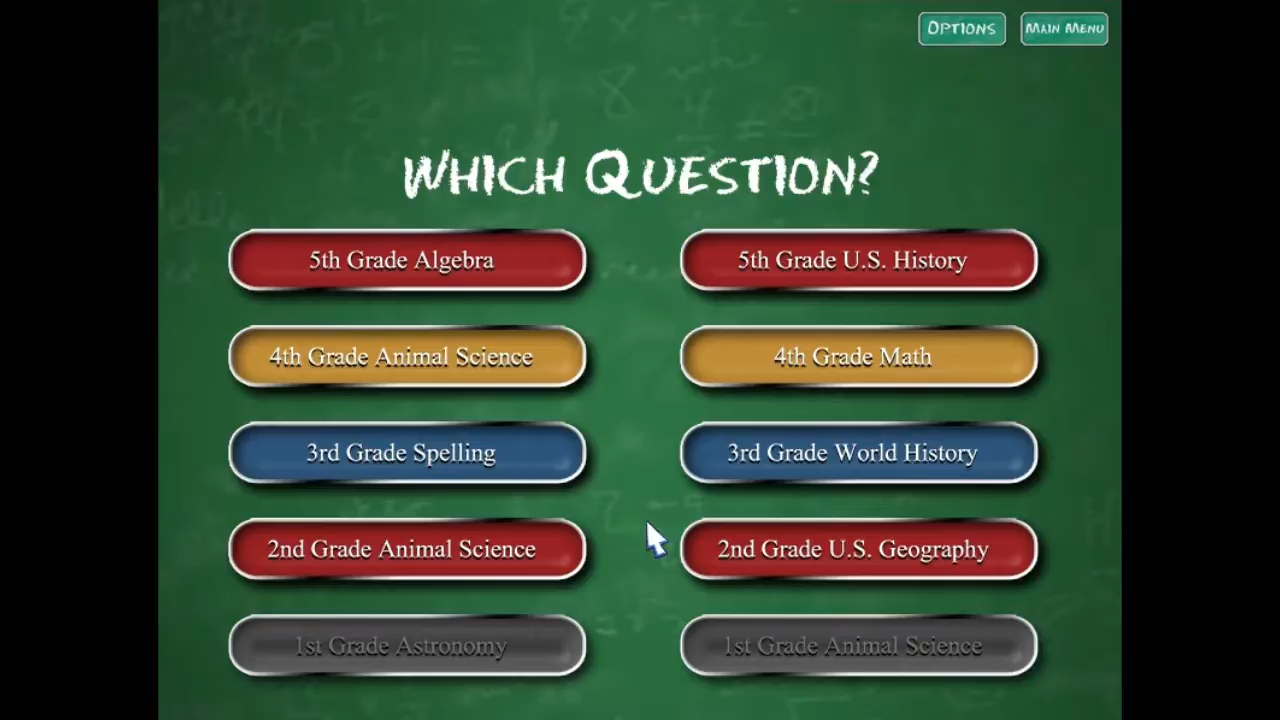 Options
Main Menu
Which Question?
5th Grade Algebra
5th Grade U.S. History
4th Grade Animal Science
4th Grade Math
3rd Grade Spelling
3rd Grade World History
2nd Grade Animal Science
2nd Grade U.S. Geography
1st Grade Astronomy
1st Grade Animal Science